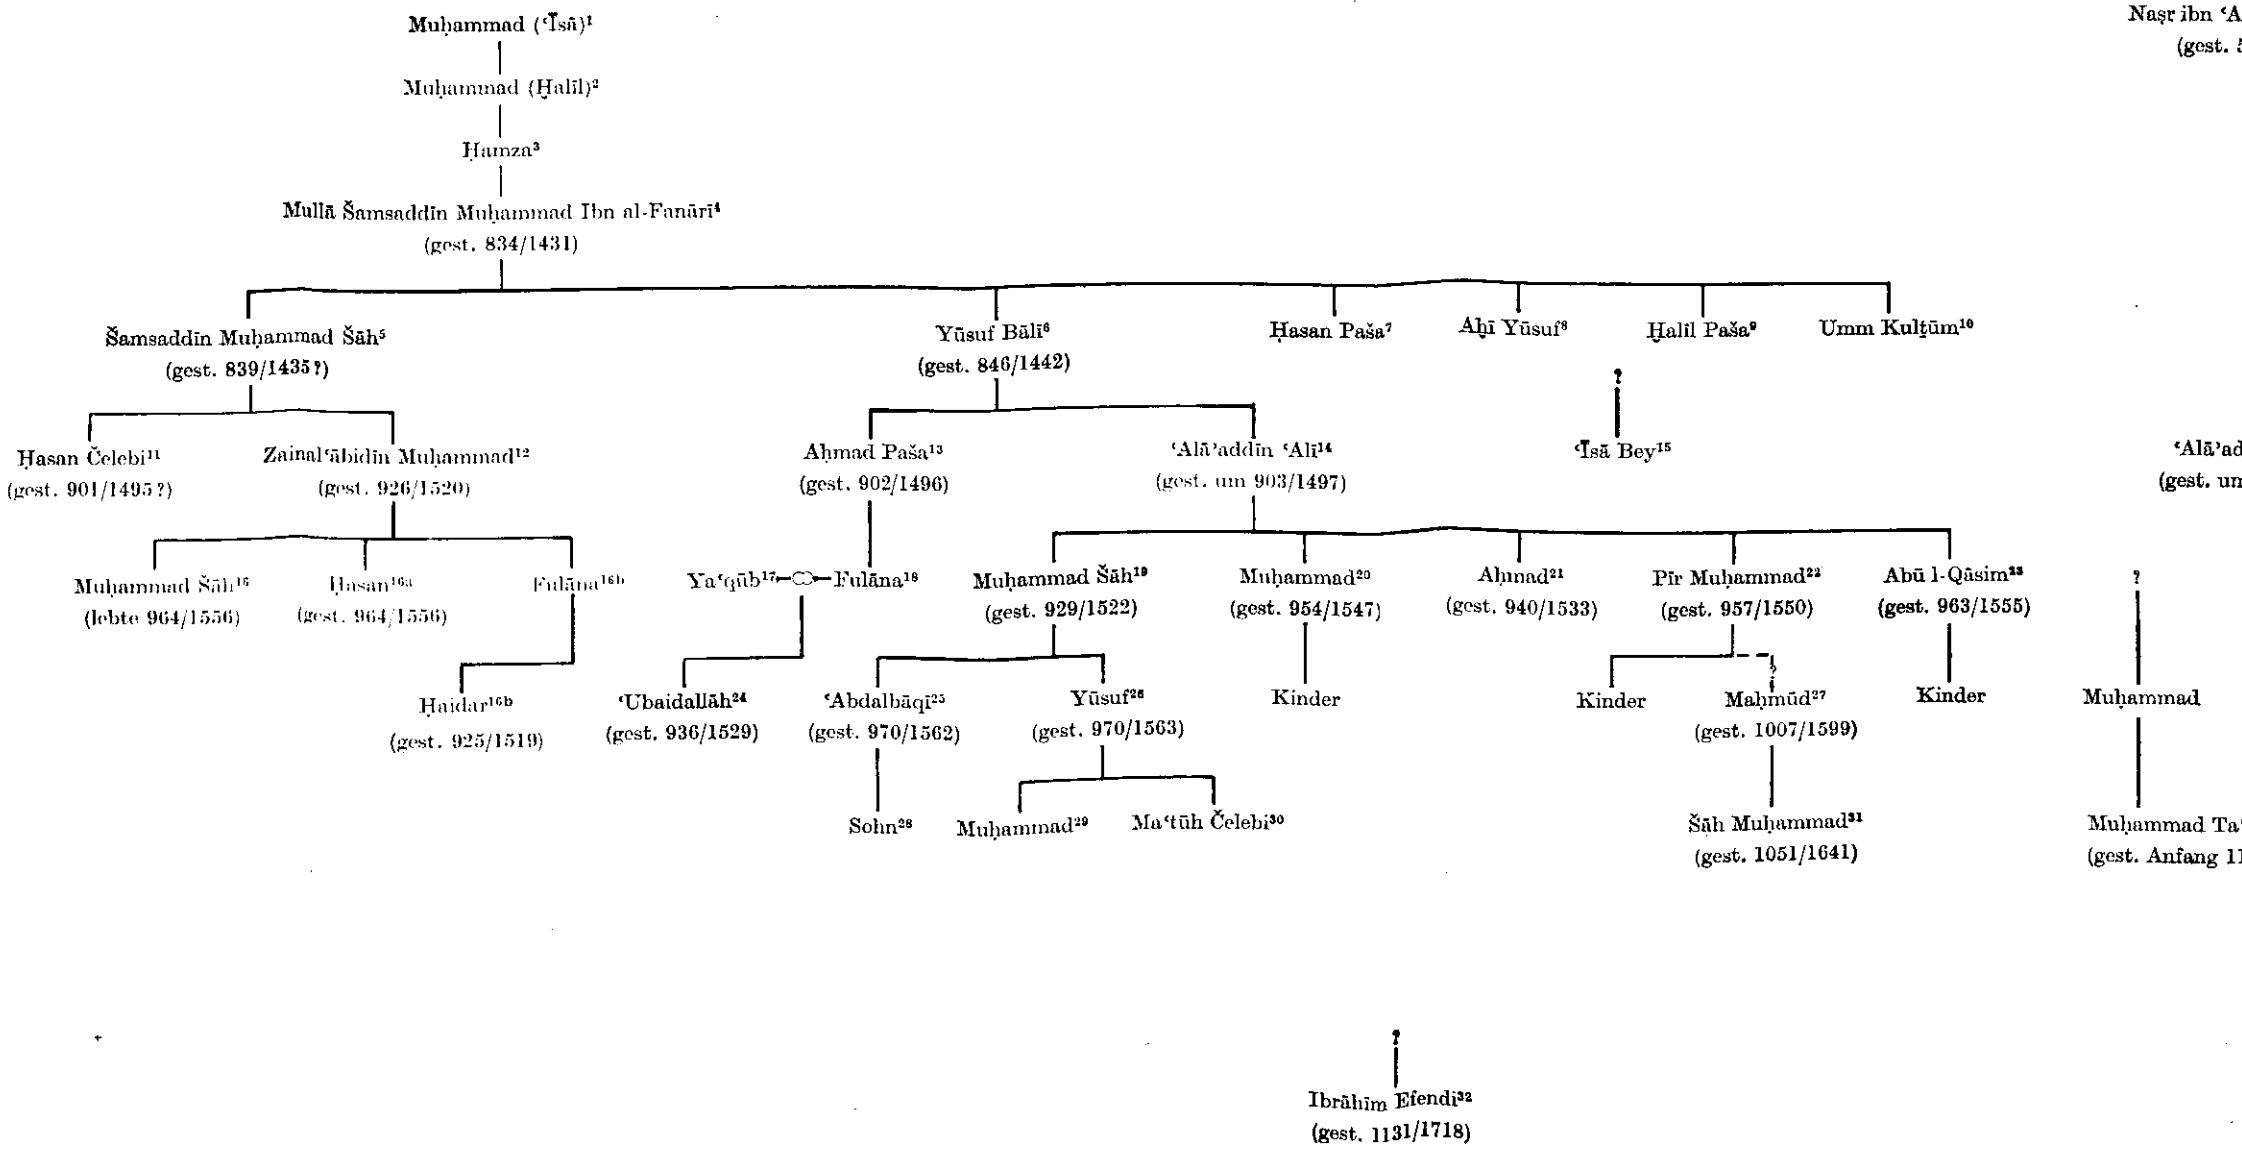 Muḥammad (ʿĪsā)¹
Naṣr ibn ʿA
(gest. 5
Muḥammad (Ḫalīl)²
Ḥamza³
Mullā Šamsaddīn Muḥammad Ibn al-Fanārī⁴
(gest. 834/1431)
Šamsaddīn Muḥammad Šāh⁵
(gest. 839/1435?)
Yūsuf Bālī⁶
(gest. 846/1442)
Ḥasan Paša⁷
Aḫī Yūsuf⁸
Ḫalīl Paša⁹
Umm Kulṯūm¹⁰
?
Ḥasan Čelebi¹¹
(gest. 901/1495?)
Zainalʿābidīn Muḥammad¹²
(gest. 926/1520)
Aḥmad Paša¹³
(gest. 902/1496)
ʿAlāʾaddīn ʿAlī¹⁴
(gest. um 903/1497)
ʿĪsā Bey¹⁵
ʿAlāʾad
(gest. um
Muḥammad Šāh¹⁶
(lebte 964/1556)
Ḥasan¹⁶ᵃ
(gest. 964/1556)
Fulāna¹⁶ᵇ
Yaʿqūb¹⁷ ⚭ Fulāna¹⁸
Muḥammad Šāh¹⁹
(gest. 929/1522)
Muḥammad²⁰
(gest. 954/1547)
Aḥmad²¹
(gest. 940/1533)
Pīr Muḥammad²²
(gest. 957/1550)
Abū l-Qāsim²³
(gest. 963/1555)
?
Ḥaidar¹⁶ᵇ
(gest. 925/1519)
ʿUbaidallāh²⁴
(gest. 936/1529)
ʿAbdalbāqī²⁵
(gest. 970/1562)
Yūsuf²⁶
(gest. 970/1563)
Kinder
Kinder
?
Maḥmūd²⁷
(gest. 1007/1599)
Kinder
Muḥammad
Sohn²⁸
Muḥammad²⁹
Maʿtūh Čelebi³⁰
Šāh Muḥammad³¹
(gest. 1051/1641)
Muḥammad Taʿ
(gest. Anfang 11
?
Ibrāhīm Efendi³²
(gest. 1131/1718)